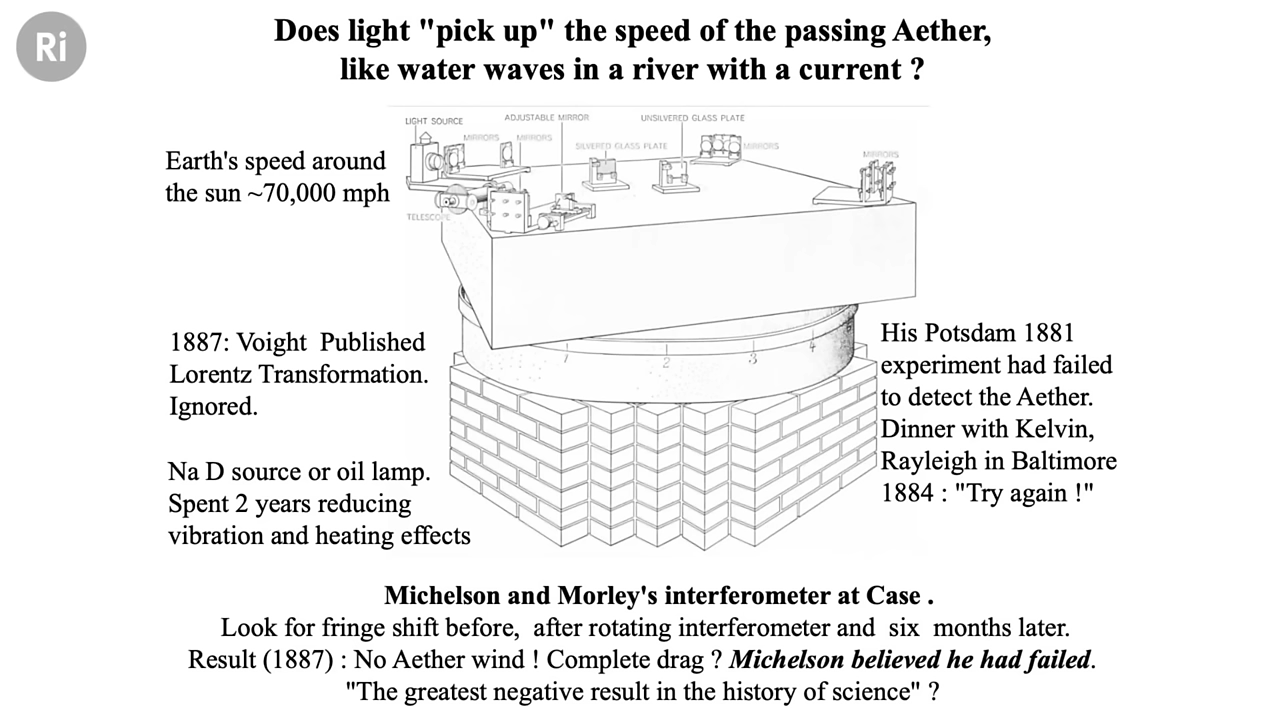 Ri
Does light "pick up" the speed of the passing Aether,
like water waves in a river with a current ?
LIGHT SOURCE
ADJUSTABLE MIRROR
UNSILVERED GLASS PLATE
MIRRORS
MIRRORS
SILVERED GLASS PLATE
MIRRORS
MIRRORS
TELESCOPE
Earth's speed around
the sun ~70,000 mph
1887: Voight Published
Lorentz Transformation.
Ignored.
Na D source or oil lamp.
Spent 2 years reducing
vibration and heating effects
1
2
3
4
His Potsdam 1881
experiment had failed
to detect the Aether.
Dinner with Kelvin,
Rayleigh in Baltimore
1884 : "Try again !"
Michelson and Morley's interferometer at Case .
Look for fringe shift before, after rotating interferometer and six months later.
Result (1887) : No Aether wind ! Complete drag ? Michelson believed he had failed.
"The greatest negative result in the history of science" ?